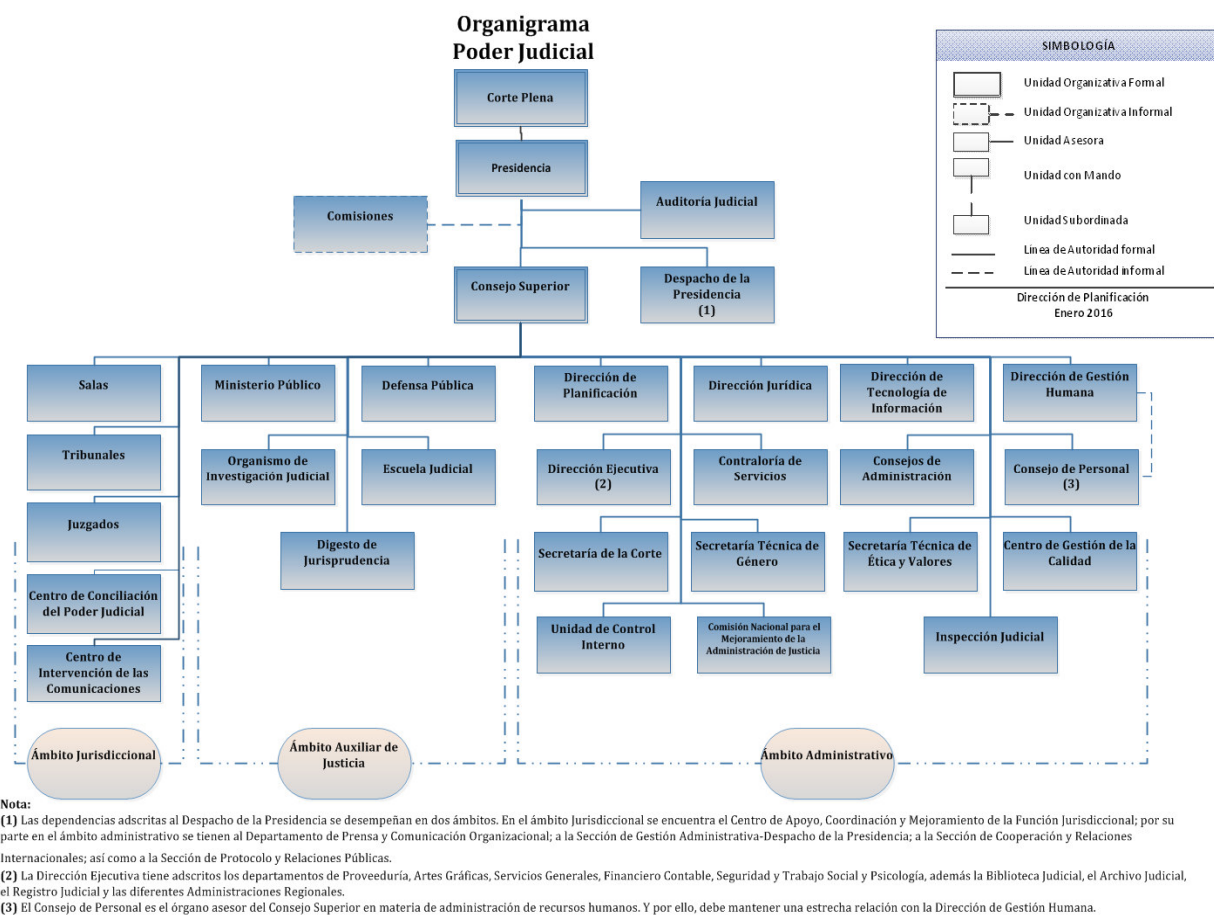 Organigrama
Poder Judicial
SIMBOLOGÍA
Unidad Organizativa Formal
Unidad Organizativa Informal
Unidad Asesora
Unidad con Mando
Unidad Subordinada
Línea de Autoridad formal
Línea de Autoridad informal
Dirección de Planificación
Enero 2016
Corte Plena
Presidencia
Comisiones
Auditoría Judicial
Consejo Superior
Despacho de la
Presidencia
(1)
Salas
Ministerio Público
Defensa Pública
Dirección de
Planificación
Dirección Jurídica
Dirección de
Tecnología de
Información
Dirección de Gestión
Humana
Tribunales
Organismo de
Investigación Judicial
Escuela Judicial
Dirección Ejecutiva
(2)
Contraloría de
Servicios
Consejos de
Administración
Consejo de Personal
(3)
Juzgados
Digesto de
Jurisprudencia
Secretaría de la Corte
Secretaría Técnica de
Género
Secretaría Técnica de
Ética y Valores
Centro de Gestión de la
Calidad
Centro de Conciliación
del Poder Judicial
Unidad de Control
Interno
Comisión Nacional para el
Mejoramiento de la
Administración de Justicia
Inspección Judicial
Centro de
Intervención de las
Comunicaciones
Ámbito Jurisdiccional
Ámbito Auxiliar de
Justicia
Ámbito Administrativo
Nota:
(1) Las dependencias adscritas al Despacho de la Presidencia se desempeñan en dos ámbitos. En el ámbito Jurisdiccional se encuentra el Centro de Apoyo, Coordinación y Mejoramiento de la Función Jurisdiccional; por su
parte en el ámbito administrativo se tienen al Departamento de Prensa y Comunicación Organizacional; a la Sección de Gestión Administrativa-Despacho de la Presidencia; a la Sección de Cooperación y Relaciones
Internacionales; así como a la Sección de Protocolo y Relaciones Públicas.
(2) La Dirección Ejecutiva tiene adscritos los departamentos de Proveeduría, Artes Gráficas, Servicios Generales, Financiero Contable, Seguridad y Trabajo Social y Psicología, además la Biblioteca Judicial, el Archivo Judicial,
el Registro Judicial y las diferentes Administraciones Regionales.
(3) El Consejo de Personal es el órgano asesor del Consejo Superior en materia de administración de recursos humanos. Y por ello, debe mantener una estrecha relación con la Dirección de Gestión Humana.